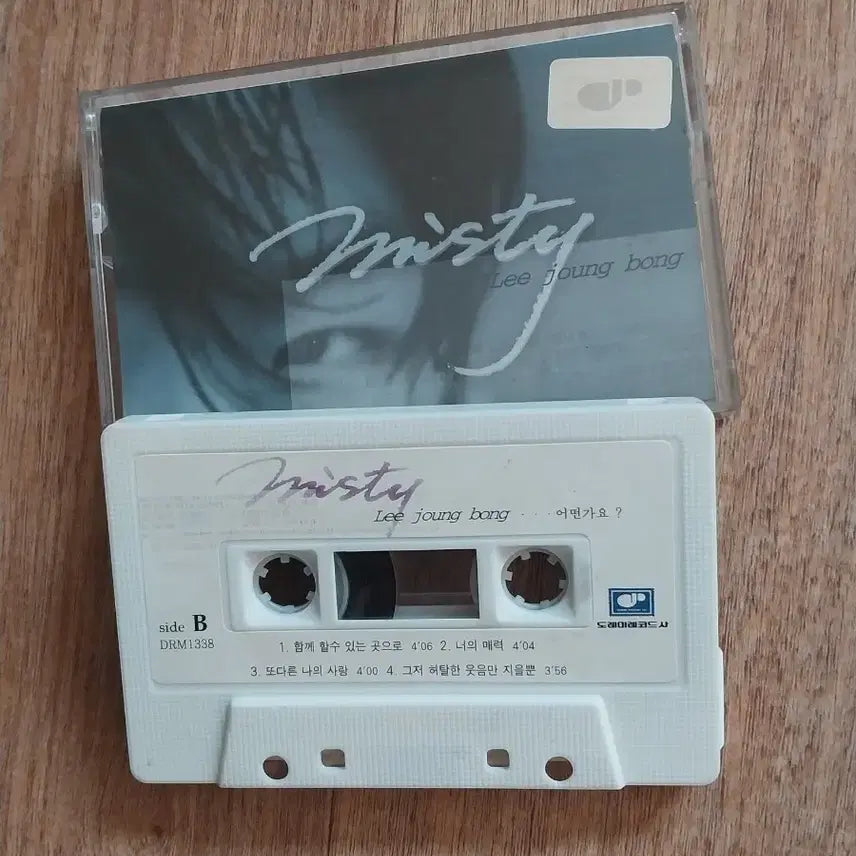 misty
Lee joung bong
misty
Lee joung bong ···어떤가요?
side B
DRM1338
도레미레코드사
1. 함께 할수 있는 곳으로 4'06 2. 너의 매력 4'04
3. 또다른 나의 사랑 4'00 4. 그저 허탈한 웃음만 지을뿐 3'56